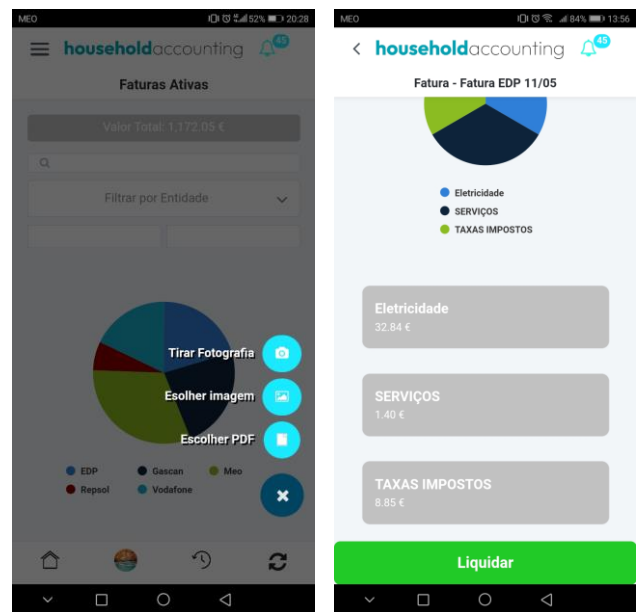 MEO 52% 20:28
householdaccounting 45
Faturas Ativas
Valor Total: 1,172.05 €
Filtrar por Entidade
Tirar Fotografia
Esolher imagem
Escolher PDF
EDP Gascan Meo
Repsol Vodafone
MEO 84% 13:56
householdaccounting 45
Fatura - Fatura EDP 11/05
Eletricidade
SERVIÇOS
TAXAS IMPOSTOS
Eletricidade
32.84 €
SERVIÇOS
1.40 €
TAXAS IMPOSTOS
8.85 €
Liquidar